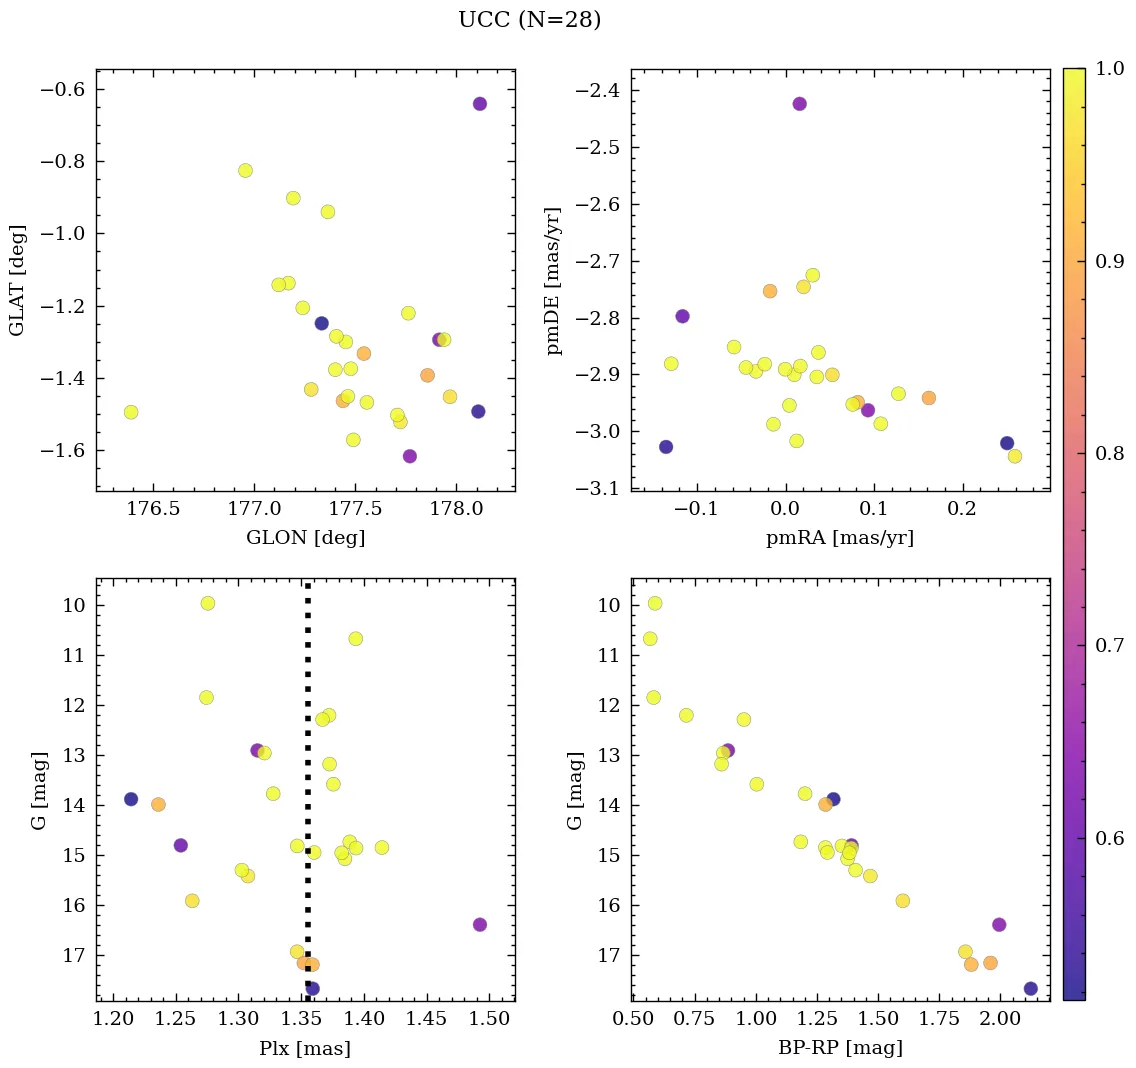 UCC (N=28)
−0.6
−0.8
−1.0
−1.2
−1.4
−1.6
GLAT [deg]
176.5 177.0 177.5 178.0
GLON [deg]
−2.4
−2.5
−2.6
−2.7
−2.8
−2.9
−3.0
−3.1
pmDE [mas/yr]
−0.1 0.0 0.1 0.2
pmRA [mas/yr]
10
11
12
13
14
15
16
17
G [mag]
1.20 1.25 1.30 1.35 1.40 1.45 1.50
Plx [mas]
10
11
12
13
14
15
16
17
G [mag]
0.50 0.75 1.00 1.25 1.50 1.75 2.00
BP-RP [mag]
1.0
0.9
0.8
0.7
0.6